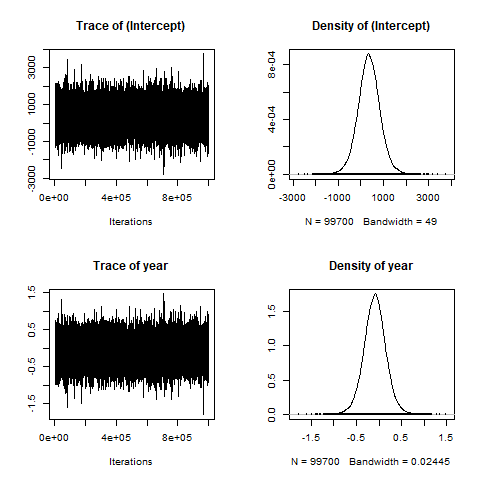 Trace of (Intercept)
4000
2000
1000
-1000
-3000
0e+00 4e+05 8e+05
Iterations
Density of (Intercept)
8e-04
4e-04
0e+00
-3000 -1000 1000 3000
N = 99700 Bandwidth = 49
Trace of year
1.5
0.5
-0.5
-1.5
0e+00 4e+05 8e+05
Iterations
Density of year
1.5
1.0
0.5
0.0
-1.5 -0.5 0.5 1.5
N = 99700 Bandwidth = 0.02445